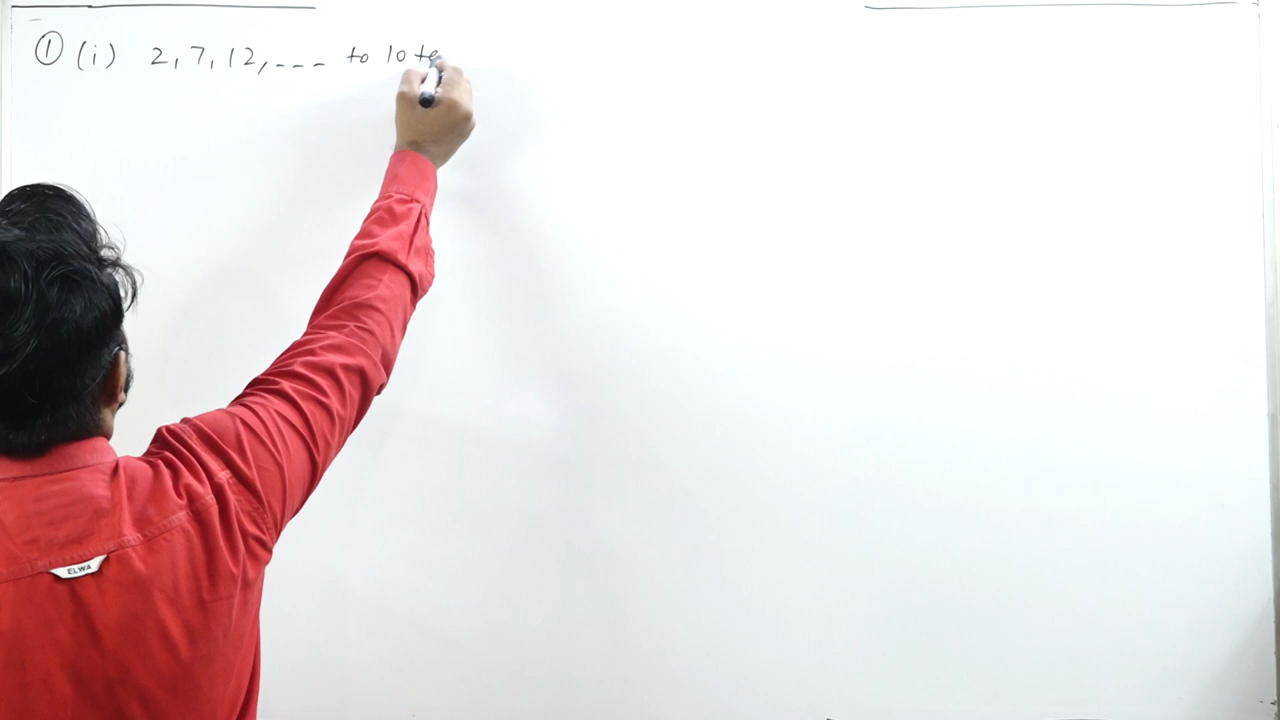 ① (i) 2, 7, 12, --- to 10 te
ELWA